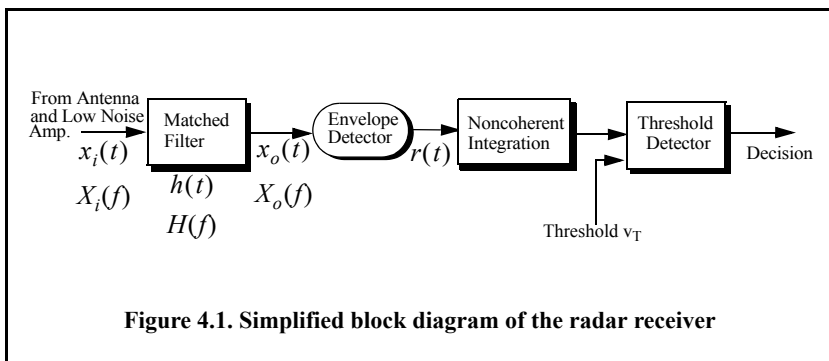 From Antenna
and Low Noise
Amp.
x_i(t)
X_i(f)
Matched
Filter
h(t)
H(f)
x_o(t)
X_o(f)
Envelope
Detector
r(t)
Noncoherent
Integration
Threshold
Detector
Decision
Threshold v_T
Figure 4.1. Simplified block diagram of the radar receiver